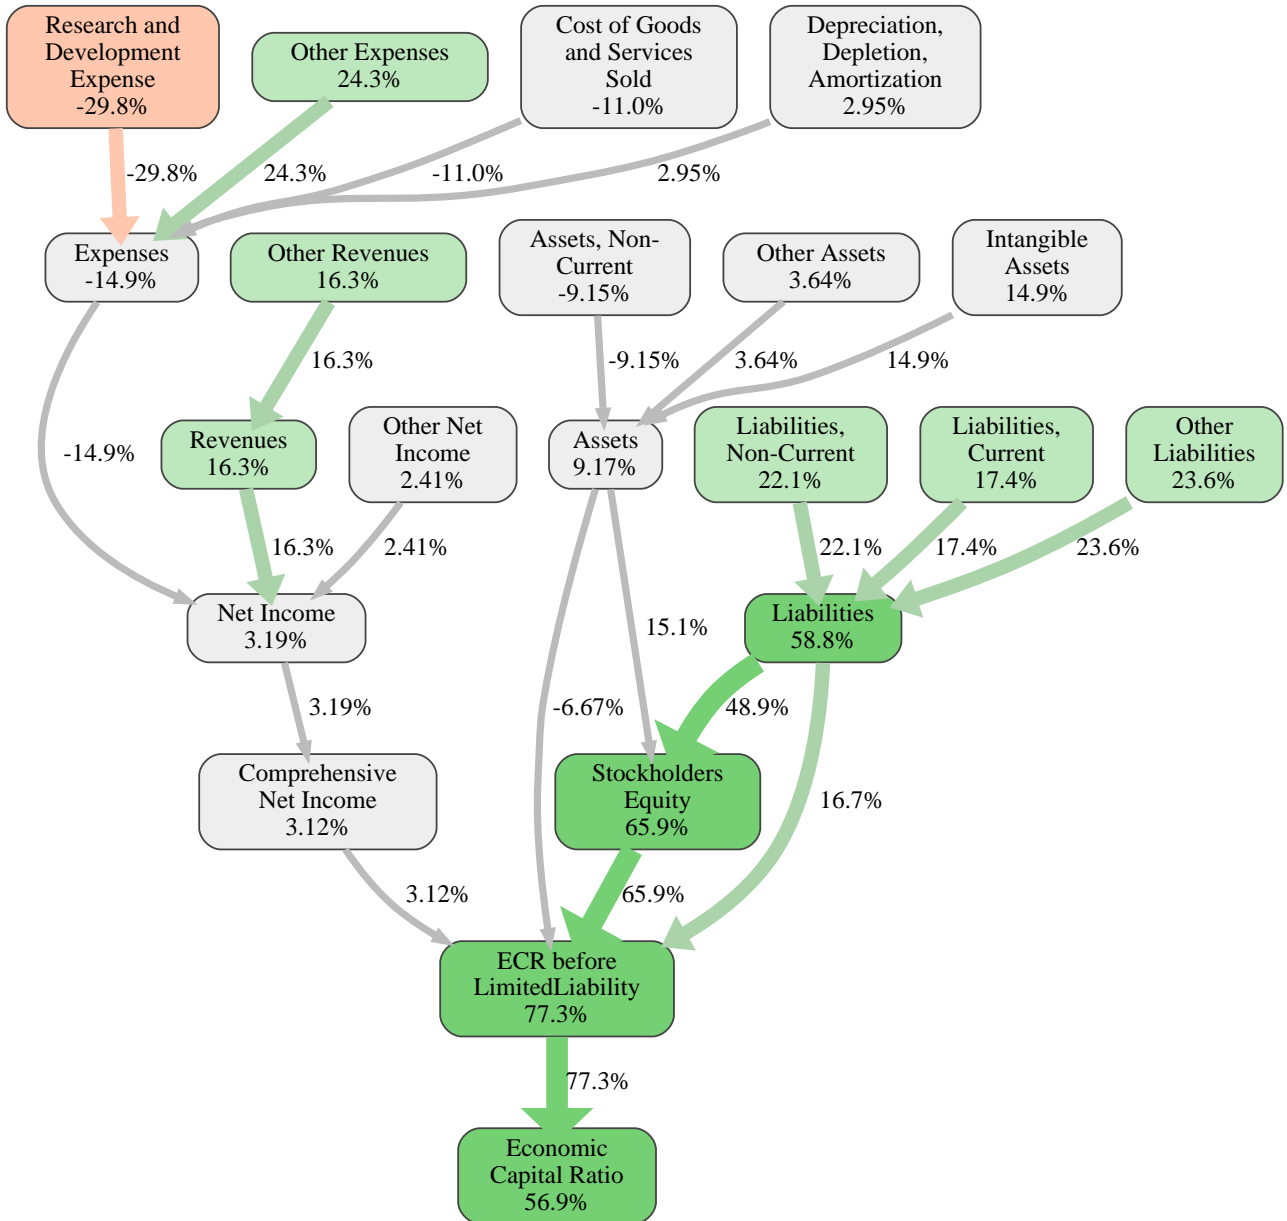 Research and
Development
Expense
-29.8%
Other Expenses
24.3%
Cost of Goods
and Services
Sold
-11.0%
Depreciation,
Depletion,
Amortization
2.95%
-29.8%
24.3%
-11.0%
2.95%
Expenses
-14.9%
Other Revenues
16.3%
Assets, Non-
Current
-9.15%
Other Assets
3.64%
Intangible
Assets
14.9%
16.3%
-9.15%
3.64%
14.9%
-14.9%
Revenues
16.3%
Other Net
Income
2.41%
Assets
9.17%
Liabilities,
Non-Current
22.1%
Liabilities,
Current
17.4%
Other
Liabilities
23.6%
16.3%
2.41%
22.1%
17.4%
23.6%
Net Income
3.19%
15.1%
Liabilities
58.8%
3.19%
-6.67%
48.9%
Comprehensive
Net Income
3.12%
Stockholders
Equity
65.9%
16.7%
3.12%
65.9%
ECR before
LimitedLiability
77.3%
77.3%
Economic
Capital Ratio
56.9%